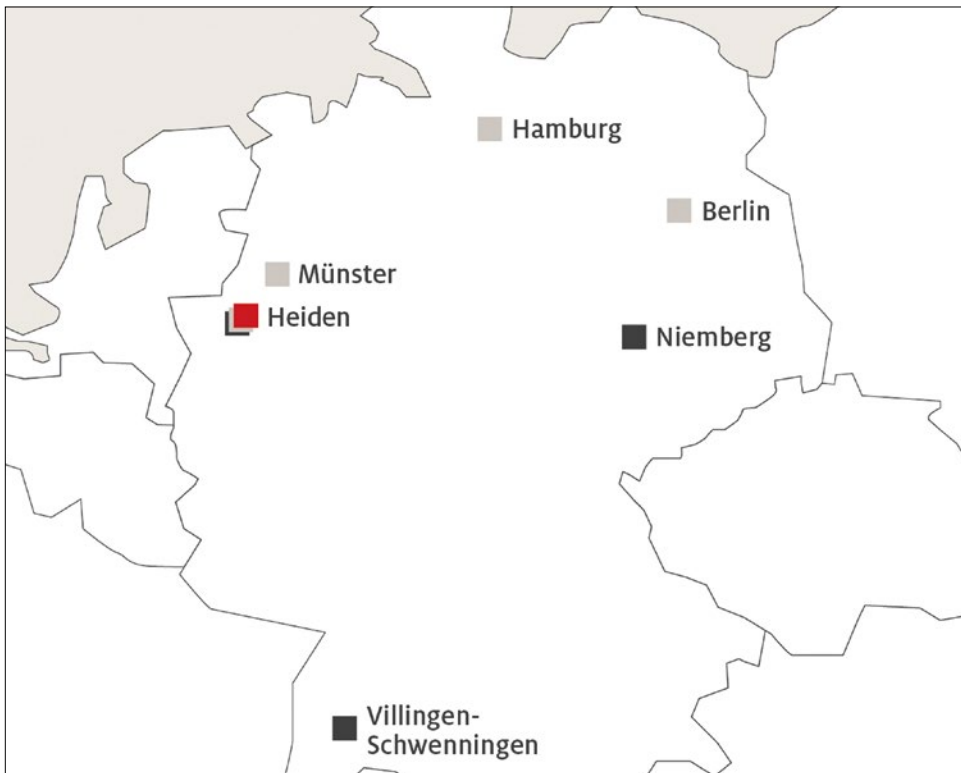 Hamburg
Berlin
Münster
Heiden
Niemberg
Villingen-
Schwenningen